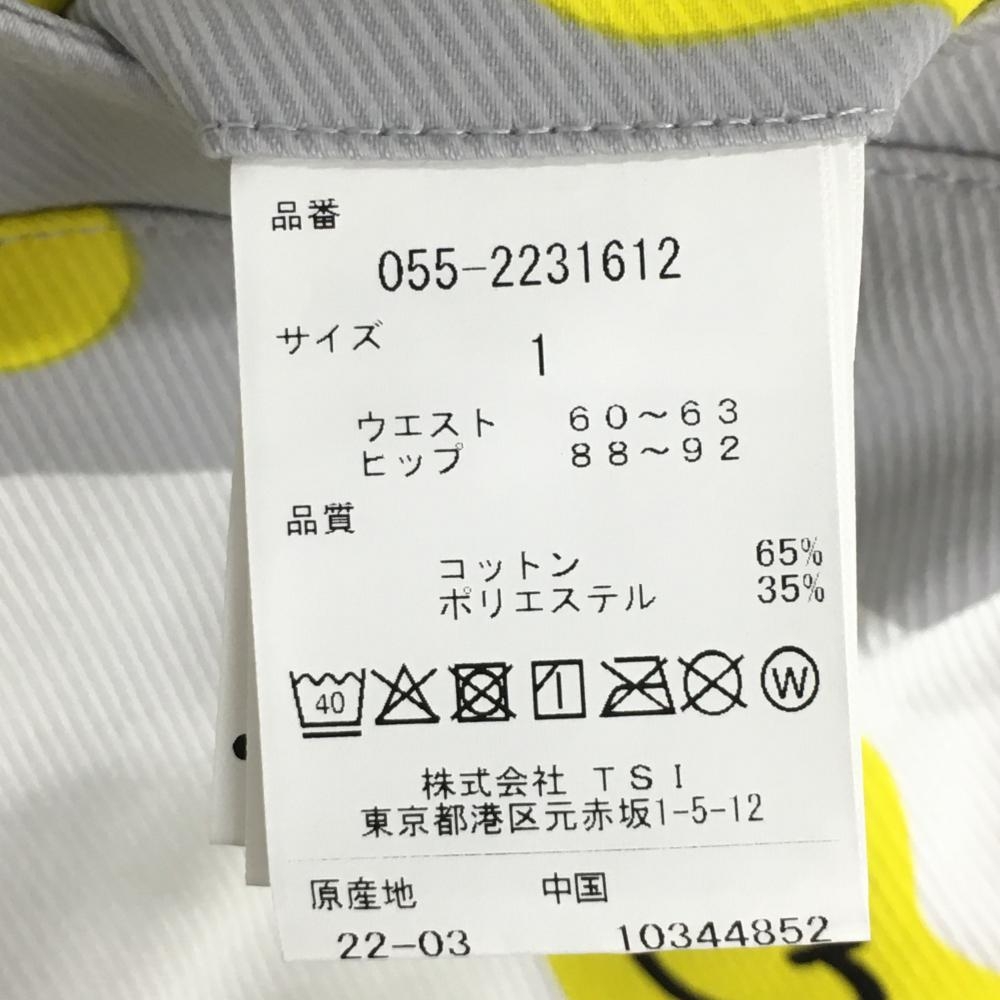 品番
055-2231612
サイズ 1
ウエスト 60～63
ヒップ 88～92
品質
コットン 65%
ポリエステル 35%
40 W
株式会社 TSI
東京都港区元赤坂1-5-12
原産地 中国
22-03 10344852